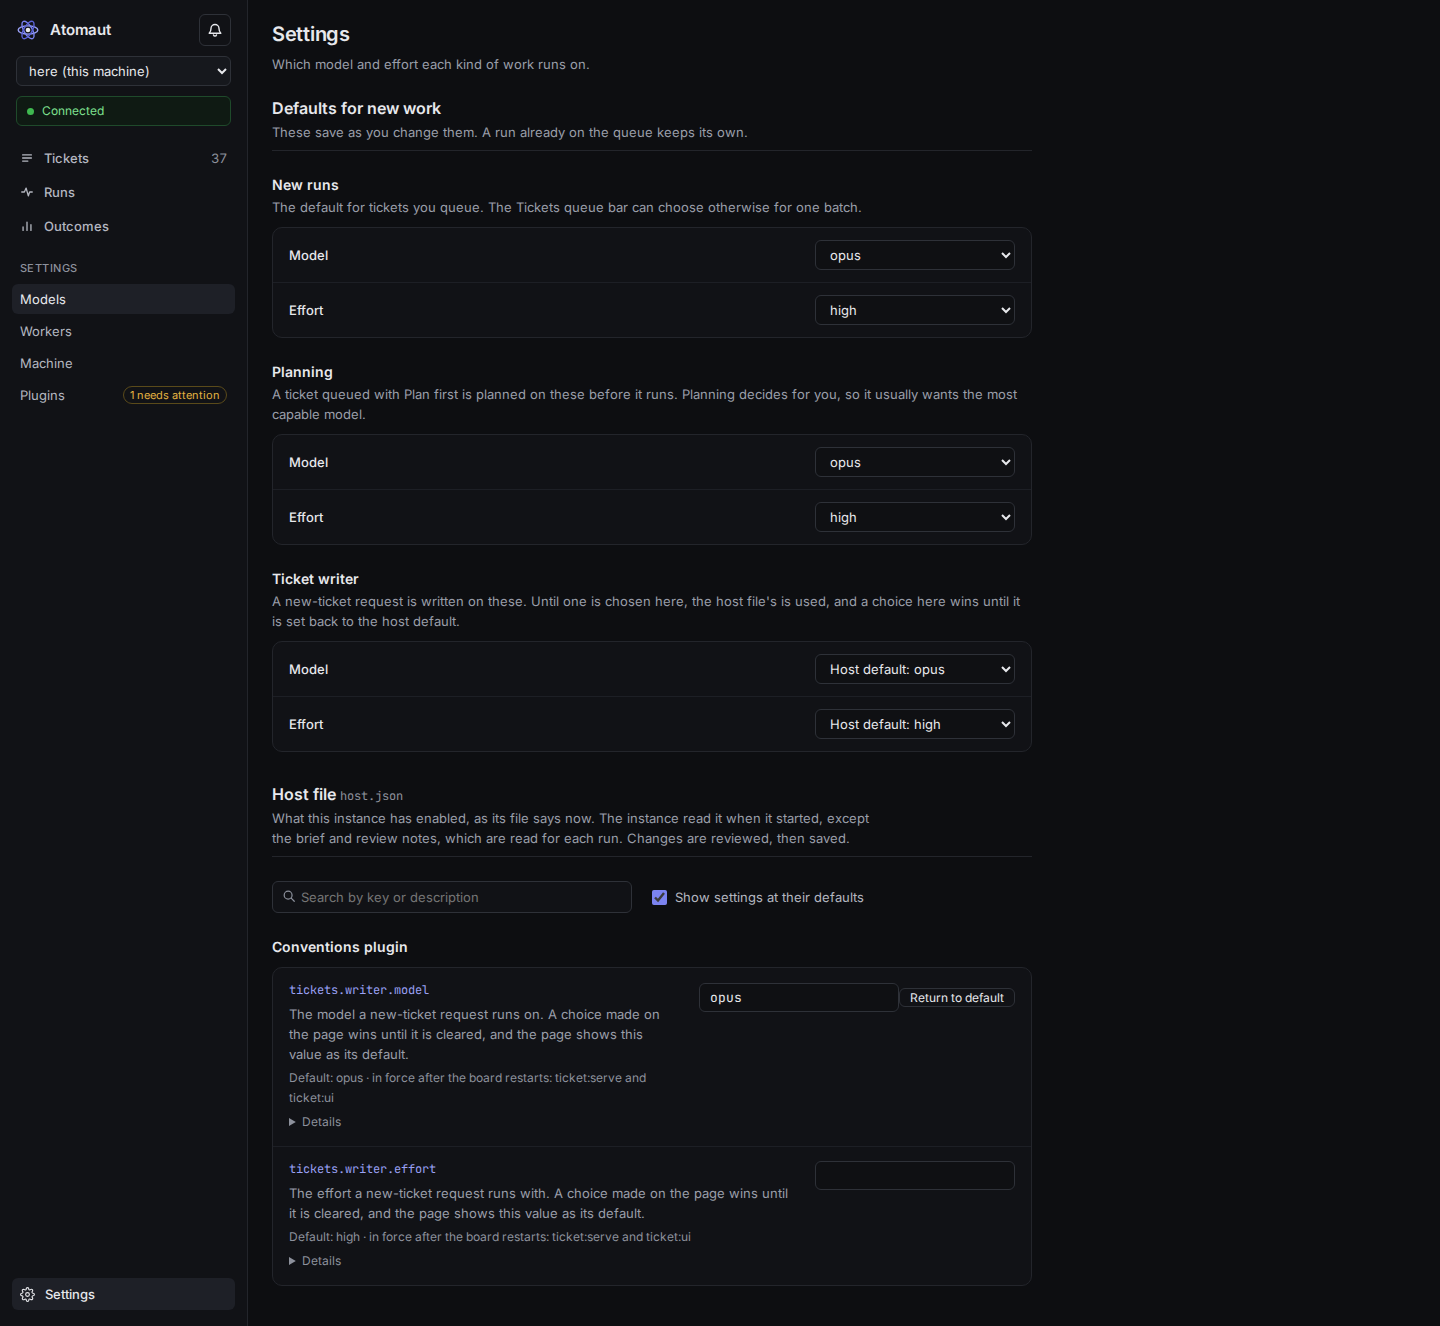 Atomaut
here (this machine)
Connected
Tickets 37
Runs
Outcomes
SETTINGS
Models
Workers
Machine
Plugins 1 needs attention
Settings
Settings
Which model and effort each kind of work runs on.
Defaults for new work
These save as you change them. A run already on the queue keeps its own.
New runs
The default for tickets you queue. The Tickets queue bar can choose otherwise for one batch.
Model opus
Effort high
Planning
A ticket queued with Plan first is planned on these before it runs. Planning decides for you, so it usually wants the most
capable model.
Model opus
Effort high
Ticket writer
A new-ticket request is written on these. Until one is chosen here, the host file's is used, and a choice here wins until it
is set back to the host default.
Model Host default: opus
Effort Host default: high
Host file host.json
What this instance has enabled, as its file says now. The instance read it when it started, except
the brief and review notes, which are read for each run. Changes are reviewed, then saved.
Search by key or description
Show settings at their defaults
Conventions plugin
tickets.writer.model
opus
Return to default
The model a new-ticket request runs on. A choice made on
the page wins until it is cleared, and the page shows this
value as its default.
Default: opus · in force after the board restarts: ticket:serve and
ticket:ui
Details
tickets.writer.effort
The effort a new-ticket request runs with. A choice made on the page wins until
it is cleared, and the page shows this value as its default.
Default: high · in force after the board restarts: ticket:serve and ticket:ui
Details